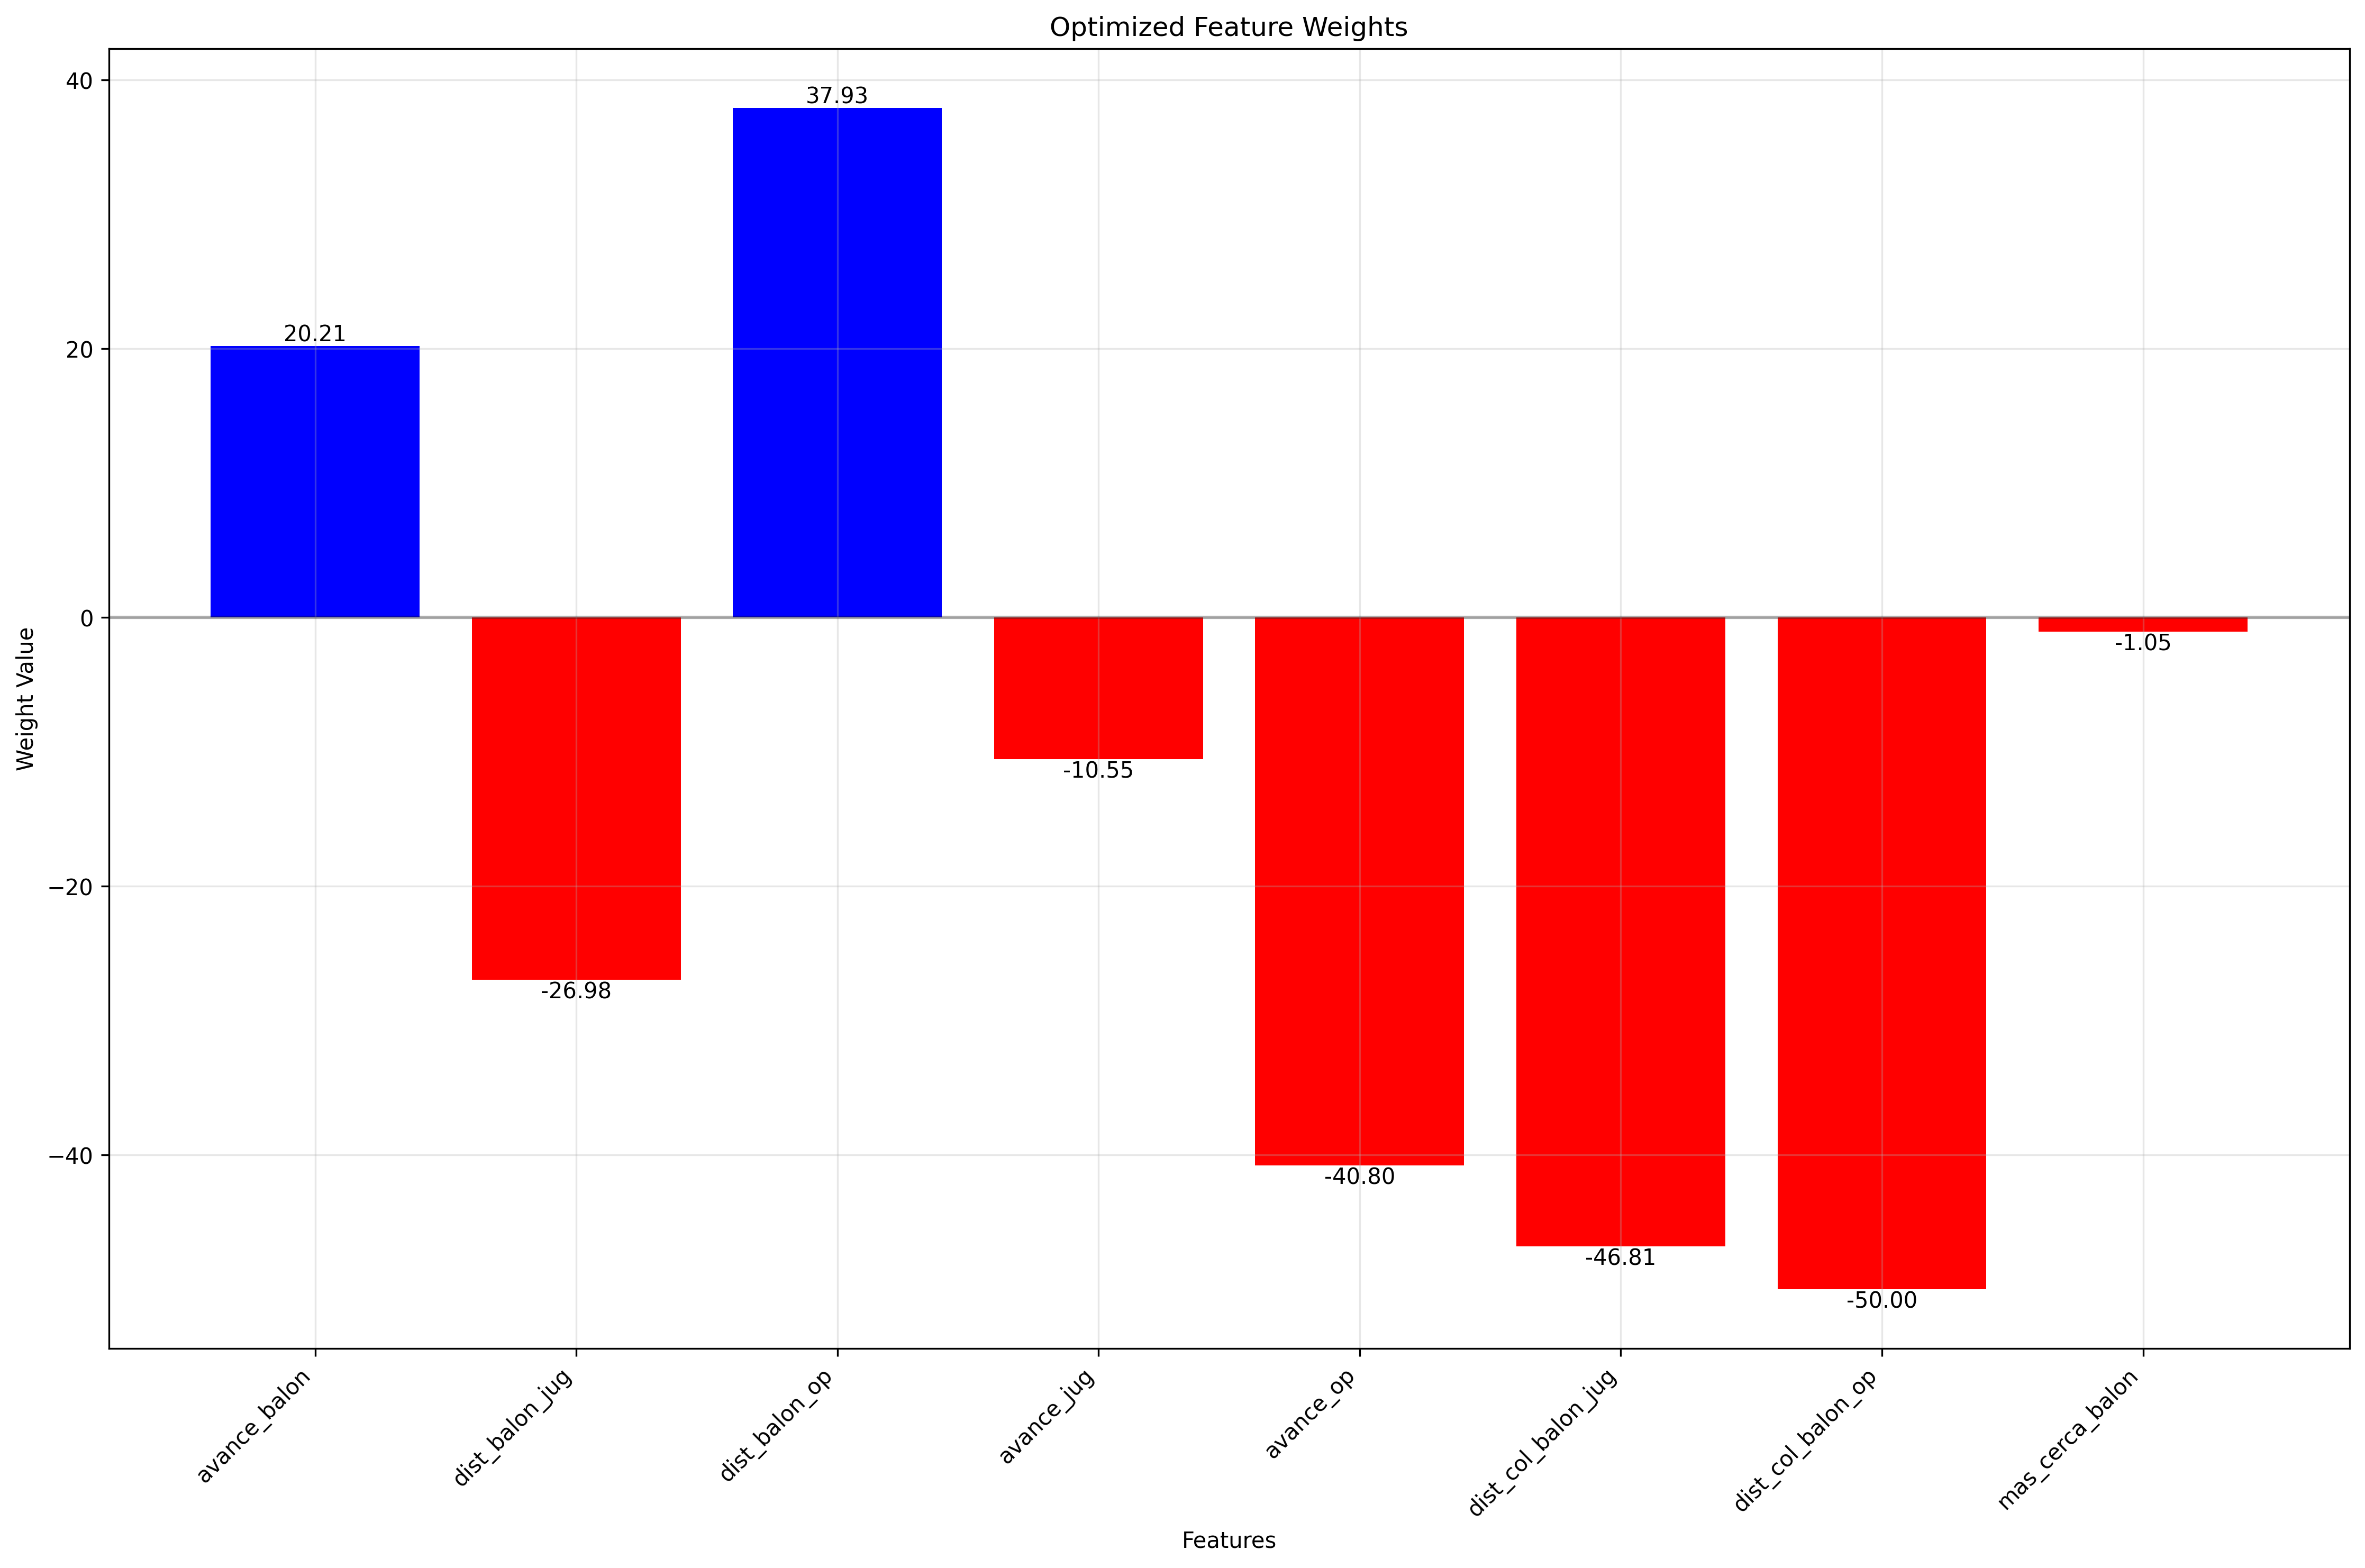 Optimized Feature Weights
Weight Value
40
20
0
−20
−40
20.21
-26.98
37.93
-10.55
-40.80
-46.81
-50.00
-1.05
avance_balon
dist_balon_jug
dist_balon_op
avance_jug
avance_op
dist_col_balon_jug
dist_col_balon_op
mas_cerca_balon
Features